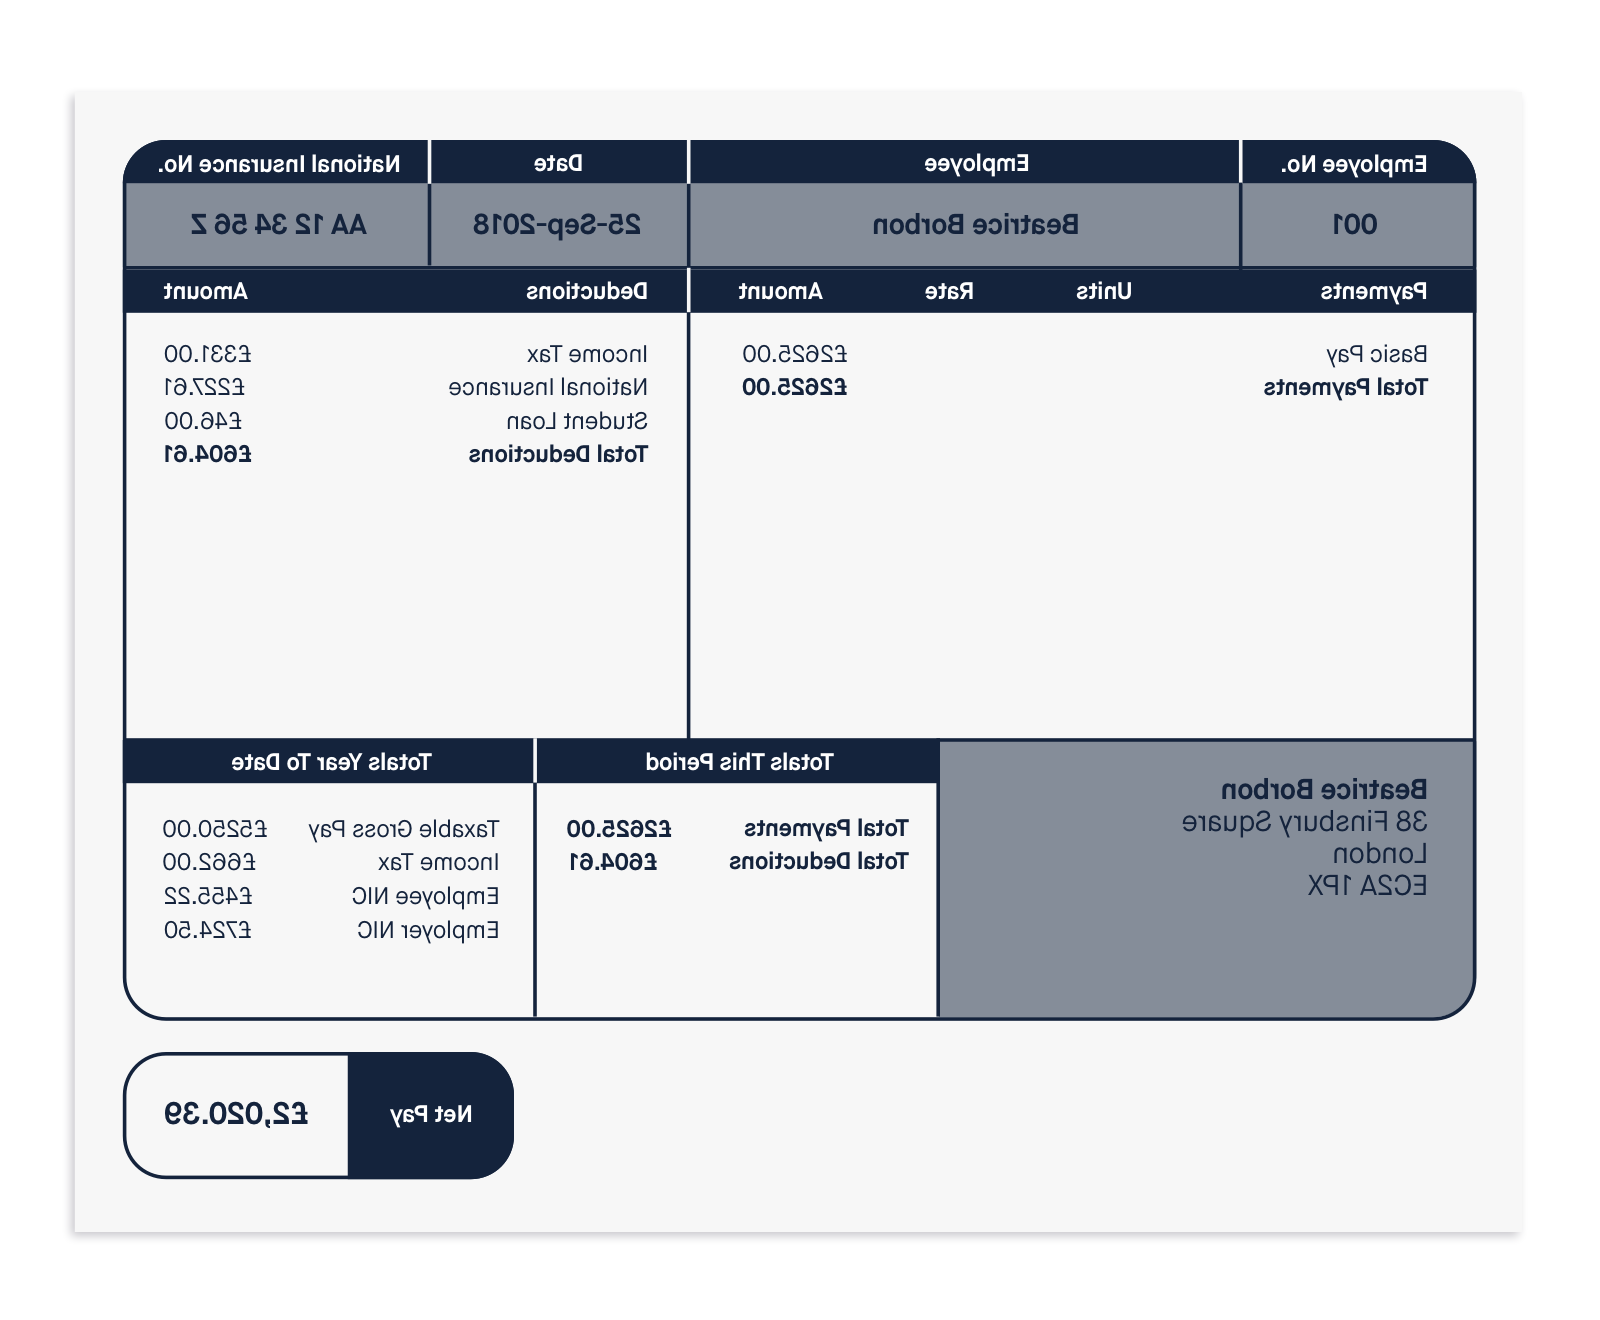 Employee No. Employee Date National Insurance No.
001 Beatrice Borbon 25-Sep-2018 AA 12 34 56 Z
Payments Units Rate Amount Deductions Amount
Basic Pay £2625.00 Income Tax £331.00
Total Payments £2625.00 National Insurance £227.61
Student Loan £46.00
Total Deductions £604.61
Beatrice Borbon
38 Finsbury Square
London
EC2A 1PX
Totals This Period
Total Payments £2625.00
Total Deductions £604.61
Totals Year To Date
Taxable Gross Pay £5250.00
Income Tax £662.00
Employee NIC £455.22
Employer NIC £724.50
Net Pay £2,020.39